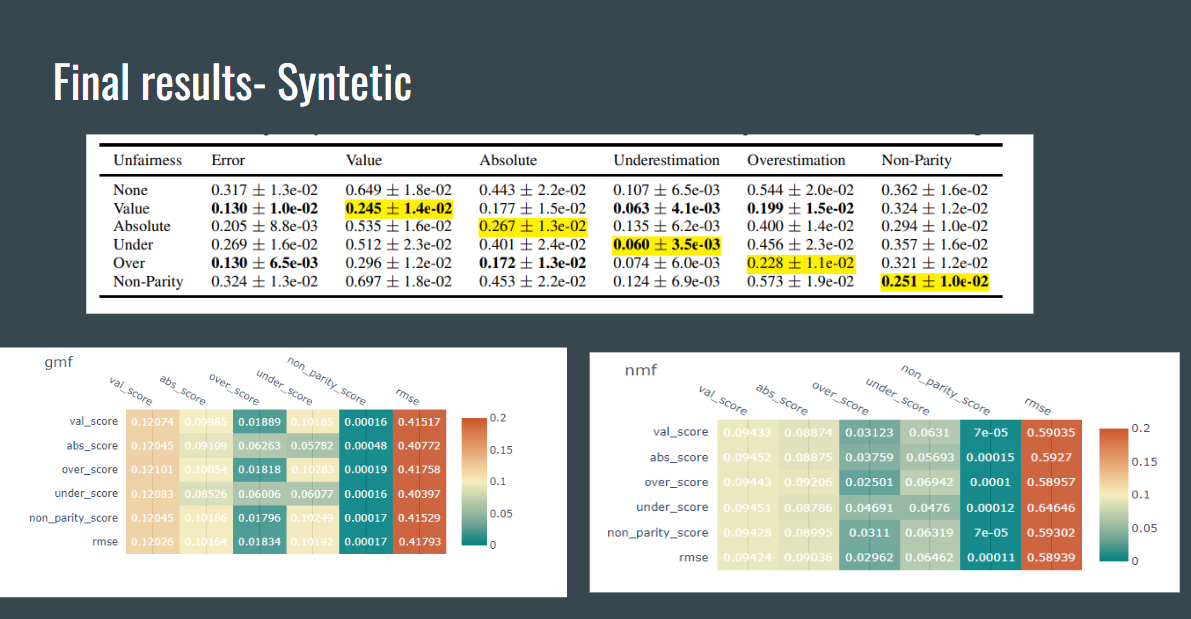 Final results- Syntetic
Unfairness Error Value Absolute Underestimation Overestimation Non-Parity
None 0.317 ± 1.3e-02 0.649 ± 1.8e-02 0.443 ± 2.2e-02 0.107 ± 6.5e-03 0.544 ± 2.0e-02 0.362 ± 1.6e-02
Value 0.130 ± 1.0e-02 0.245 ± 1.4e-02 0.177 ± 1.5e-02 0.063 ± 4.1e-03 0.199 ± 1.5e-02 0.324 ± 1.2e-02
Absolute 0.205 ± 8.8e-03 0.535 ± 1.6e-02 0.267 ± 1.3e-02 0.135 ± 6.2e-03 0.400 ± 1.4e-02 0.294 ± 1.0e-02
Under 0.269 ± 1.6e-02 0.512 ± 2.3e-02 0.401 ± 2.4e-02 0.060 ± 3.5e-03 0.456 ± 2.3e-02 0.357 ± 1.6e-02
Over 0.130 ± 6.5e-03 0.296 ± 1.2e-02 0.172 ± 1.3e-02 0.074 ± 6.0e-03 0.228 ± 1.1e-02 0.321 ± 1.2e-02
Non-Parity 0.324 ± 1.3e-02 0.697 ± 1.8e-02 0.453 ± 2.2e-02 0.124 ± 6.9e-03 0.573 ± 1.9e-02 0.251 ± 1.0e-02
gmf
val_score abs_score over_score under_score non_parity_score rmse
val_score 0.12074 0.09985 0.01889 0.10185 0.00016 0.41517
abs_score 0.12045 0.09109 0.06263 0.05782 0.00048 0.40772
over_score 0.12101 0.10054 0.01818 0.10283 0.00019 0.41758
under_score 0.12083 0.08526 0.06006 0.06077 0.00016 0.40397
non_parity_score 0.12045 0.10186 0.01796 0.10249 0.00017 0.41529
rmse 0.12026 0.10164 0.01834 0.10192 0.00017 0.41793
0.2
0.15
0.1
0.05
0
nmf
val_score abs_score over_score under_score non_parity_score rmse
val_score 0.09433 0.08874 0.03123 0.0631 7e-05 0.59035
abs_score 0.09452 0.08875 0.03759 0.05693 0.00015 0.5927
over_score 0.09443 0.09206 0.02501 0.06942 0.0001 0.58957
under_score 0.09451 0.08786 0.04691 0.0476 0.00012 0.64646
non_parity_score 0.09428 0.08995 0.0311 0.06319 7e-05 0.59302
rmse 0.09424 0.09036 0.02962 0.06462 0.00011 0.58939
0.2
0.15
0.1
0.05
0